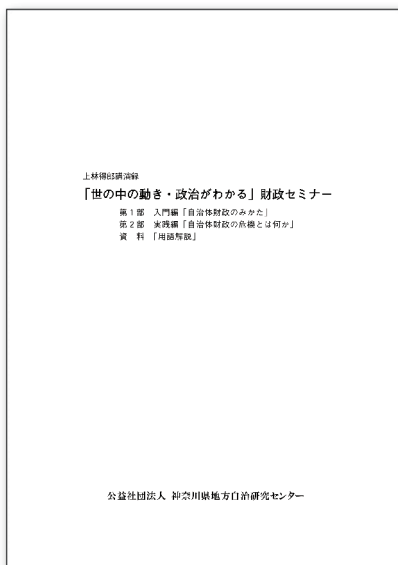 上林得郎講演録
「世の中の動き・政治がわかる」財政セミナー
第1部　入門編「自治体財政のみかた」
第2部　実践編「自治体財政の危機とは何か」
資　料　「用語解説」
公益社団法人 神奈川県地方自治研究センター